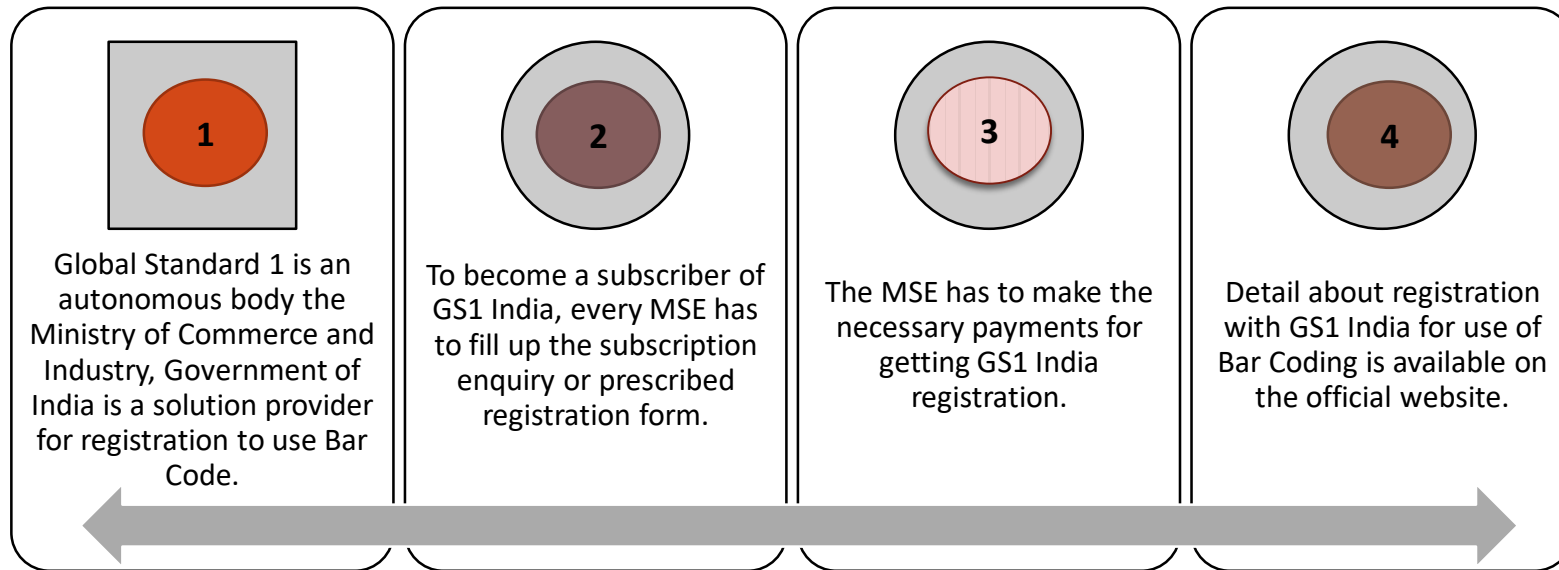 1
Global Standard 1 is an
autonomous body the
Ministry of Commerce and
Industry, Government of
India is a solution provider
for registration to use Bar
Code.
2
To become a subscriber of
GS1 India, every MSE has
to fill up the subscription
enquiry or prescribed
registration form.
3
The MSE has to make the
necessary payments for
getting GS1 India
registration.
4
Detail about registration
with GS1 India for use of
Bar Coding is available on
the official website.